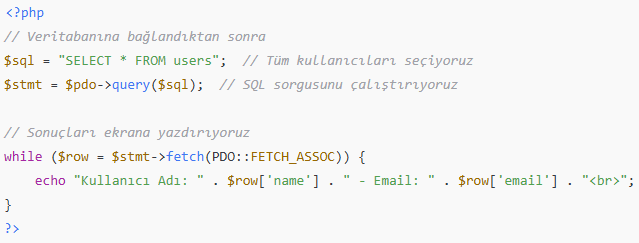 <?php
// Veritabanına bağlandıktan sonra
$sql = "SELECT * FROM users";  // Tüm kullanıcıları seçiyoruz
$stmt = $pdo->query($sql);  // SQL sorgusunu çalıştırıyoruz

// Sonuçları ekrana yazdırıyoruz
while ($row = $stmt->fetch(PDO::FETCH_ASSOC)) {
    echo "Kullanıcı Adı: " . $row['name'] . " - Email: " . $row['email'] . "<br>";
}
?>